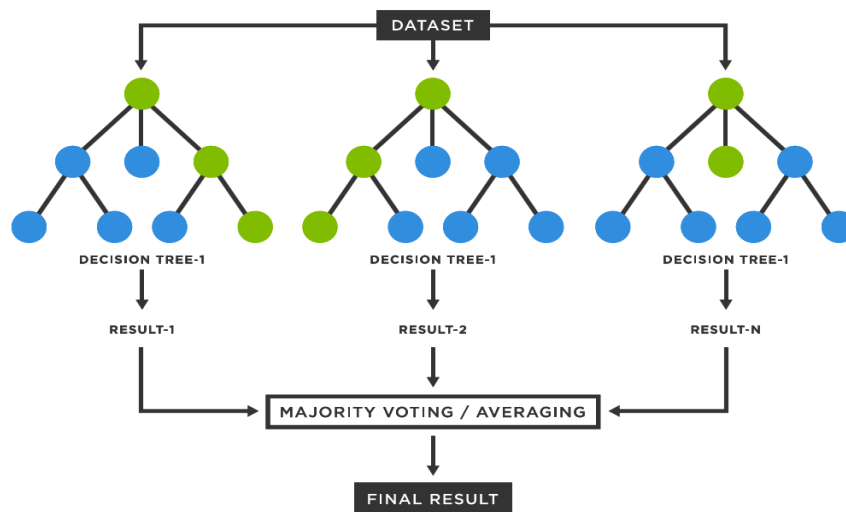 DATASET
DECISION TREE-1
DECISION TREE-1
DECISION TREE-1
RESULT-1
RESULT-2
RESULT-N
MAJORITY VOTING / AVERAGING
FINAL RESULT